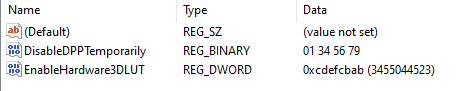 Name Type Data
(Default) REG_SZ (value not set)
DisableDPPTemporarily REG_BINARY 01 34 56 79
EnableHardware3DLUT REG_DWORD 0xcdefcbab (3455044523)